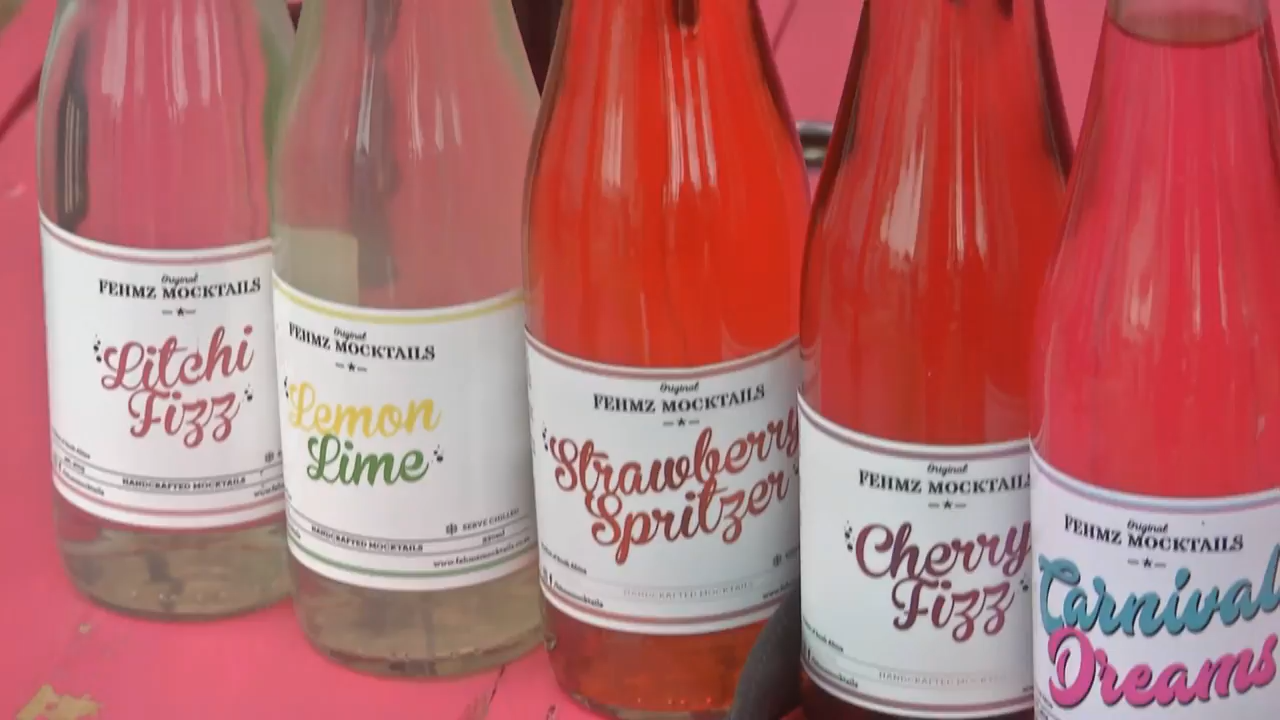 Original
FEHMZ MOCKTAILS
Litchi
Fizz
HANDCRAFTED MOCKTAILS
Original
FEHMZ MOCKTAILS
Lemon
Lime
SERVE CHILLED
HANDCRAFTED MOCKTAILS
Original
FEHMZ MOCKTAILS
Strawberry
Spritzer
HANDCRAFTED MOCKTAILS
Original
FEHMZ MOCKTAILS
Cherry
Fizz
HANDCRAFTED MOCKTAILS
Original
FEHMZ MOCKTAILS
Carnival
Dreams